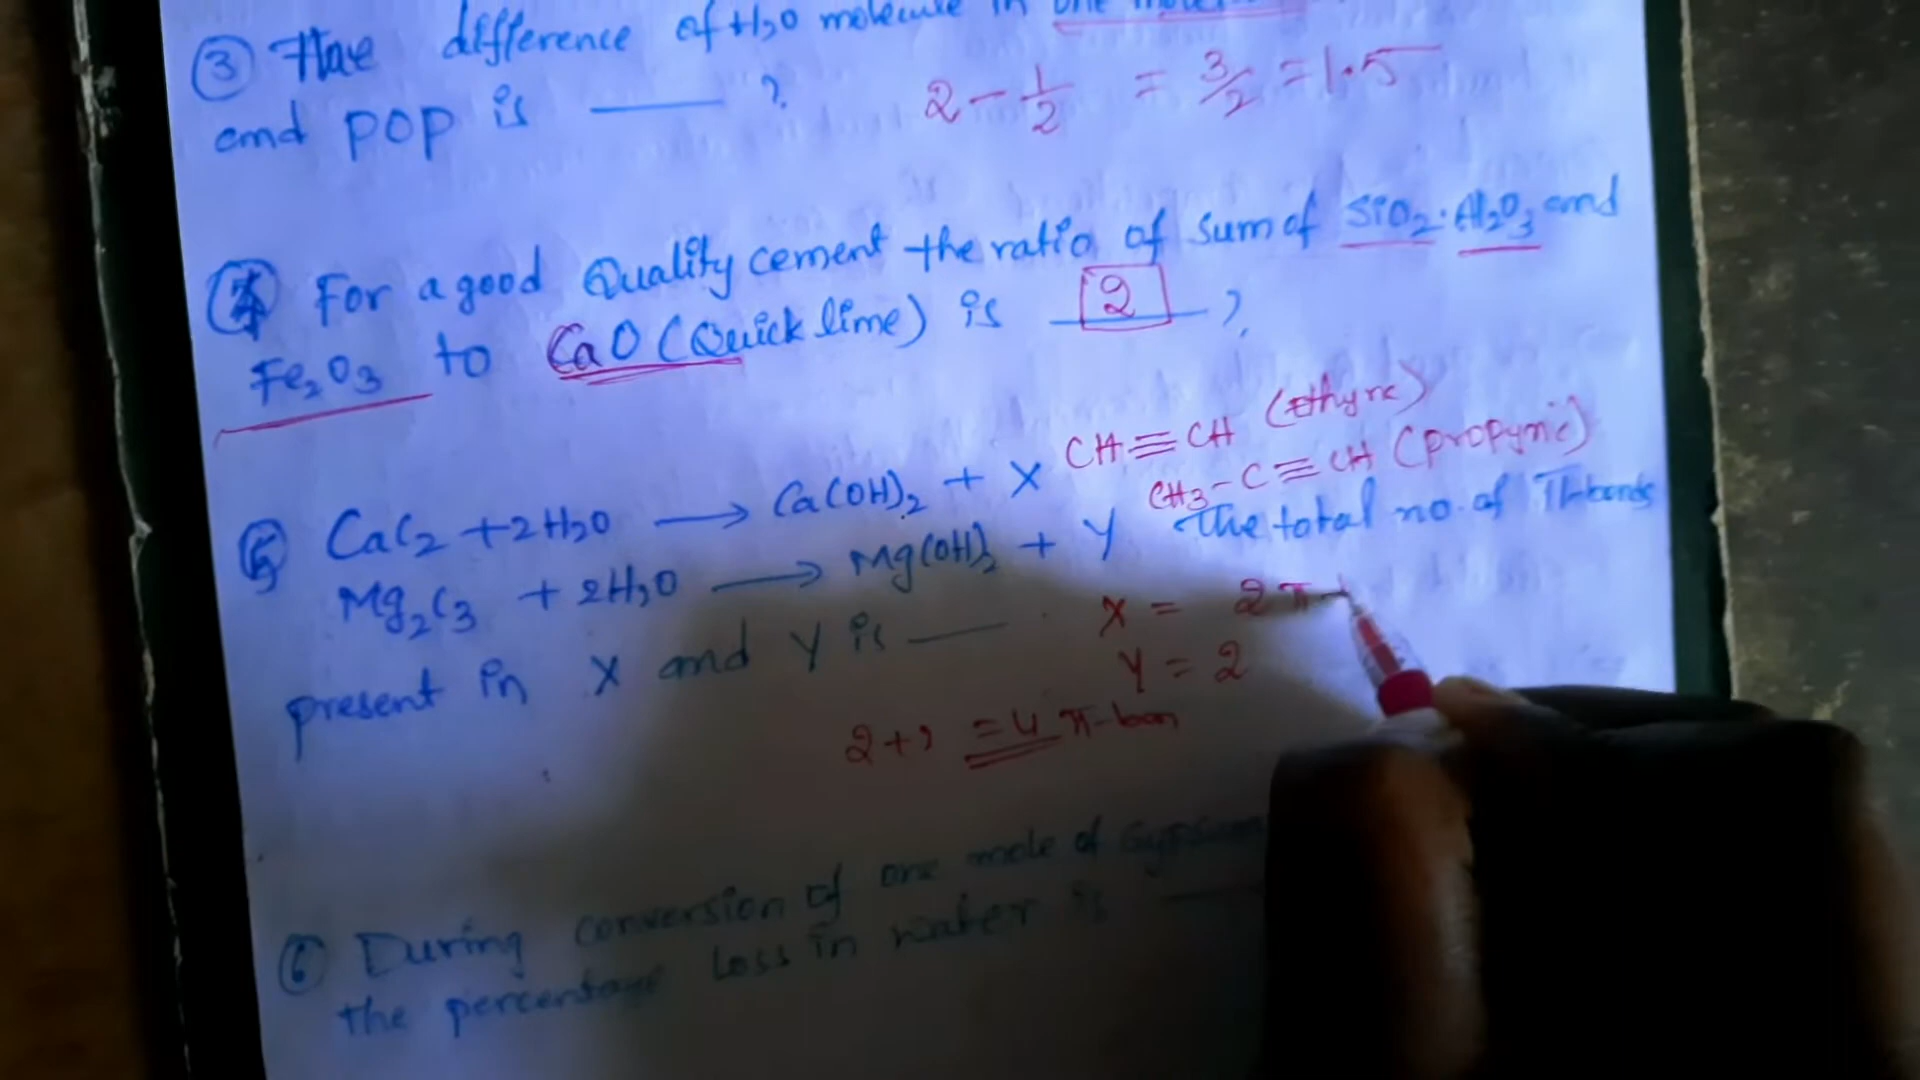 ③ The difference of H2O molecule in one
and POP is ——— ? 2 - 1/2 = 3/2 = 1.5
④ For a good Quality cement the ratio of sum of SiO2. Al2O3 and
Fe2O3 to CaO (Quick lime) is 2 ?
CH≡CH (Ethyne)
CH3-C≡CH (propyne)
⑤ CaC2 + 2H2O → Ca(OH)2 + X
Mg2C3 + 2H2O → Mg(OH)2 + Y The total no. of π-bonds
present in X and Y is ——— X = 2π
Y = 2
2+2 = 4 π-bon
⑥ During conversion of one mole of Gypsum
the percentage loss in water is ———